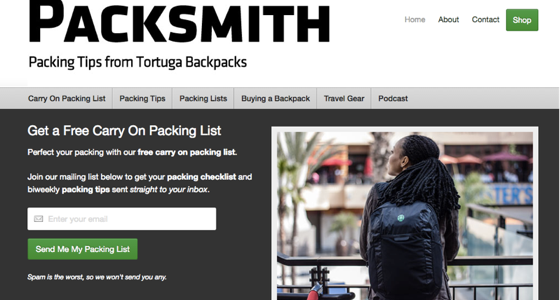 PACKSMITH
Home About Contact Shop
Packing Tips from Tortuga Backpacks
Carry On Packing List Packing Tips Packing Lists Buying a Backpack Travel Gear Podcast
Get a Free Carry On Packing List
Perfect your packing with our free carry on packing list.
Join our mailing list below to get your packing checklist and
biweekly packing tips sent straight to your inbox.
Enter your email
Send Me My Packing List
Spam is the worst, so we won't send you any.
TER'S